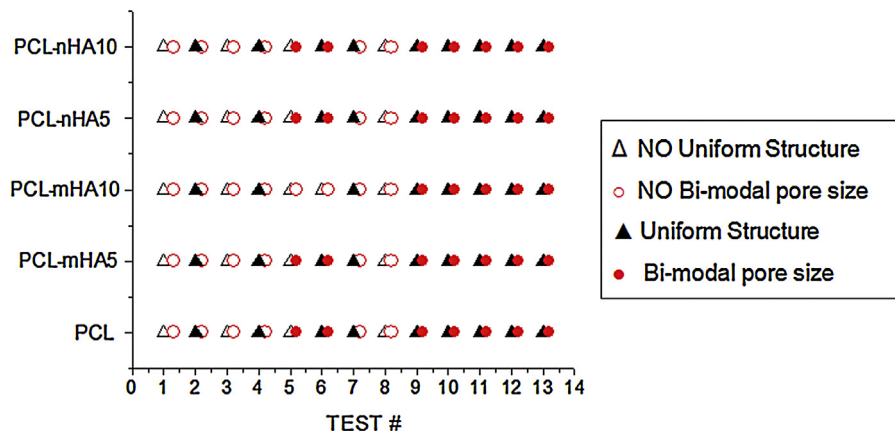 PCL-nHA10
PCL-nHA5
PCL-mHA10
PCL-mHA5
PCL
0 1 2 3 4 5 6 7 8 9 10 11 12 13 14
TEST #
NO Uniform Structure
NO Bi-modal pore size
Uniform Structure
Bi-modal pore size